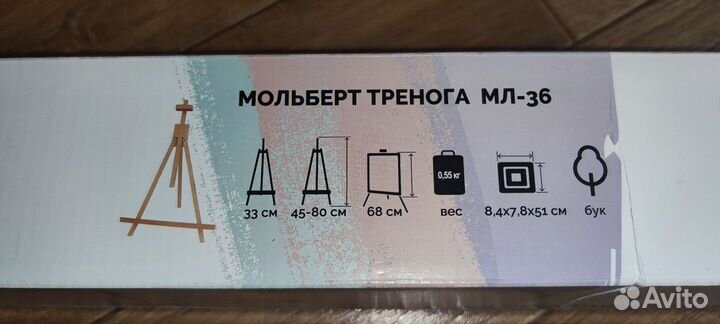 МОЛЬБЕРТ ТРЕНОГА МЛ-36
0,55 кг
33 см 45-80 см 68 см вес 8,4х7,8х51 см бук
Avito